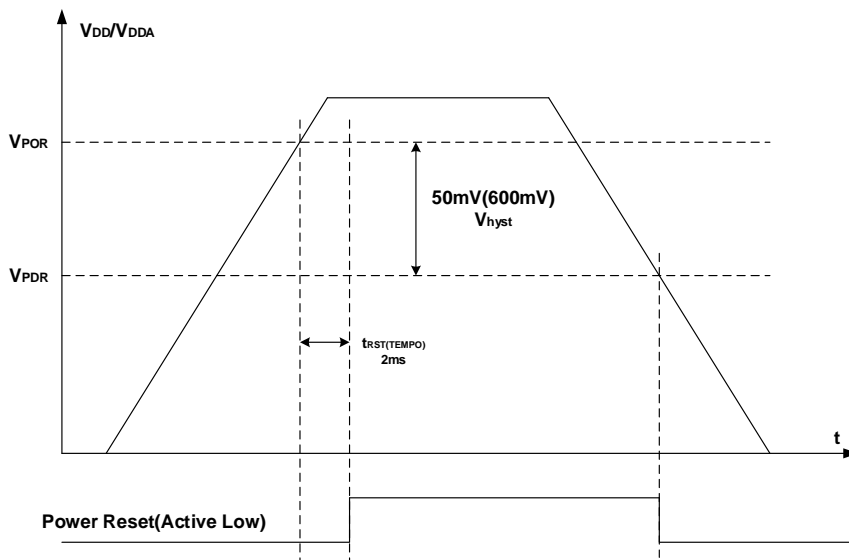 VDD/VDDA
VPOR
50mV(600mV)
Vhyst
VPDR
tRST(TEMPO)
2ms
t
Power Reset(Active Low)